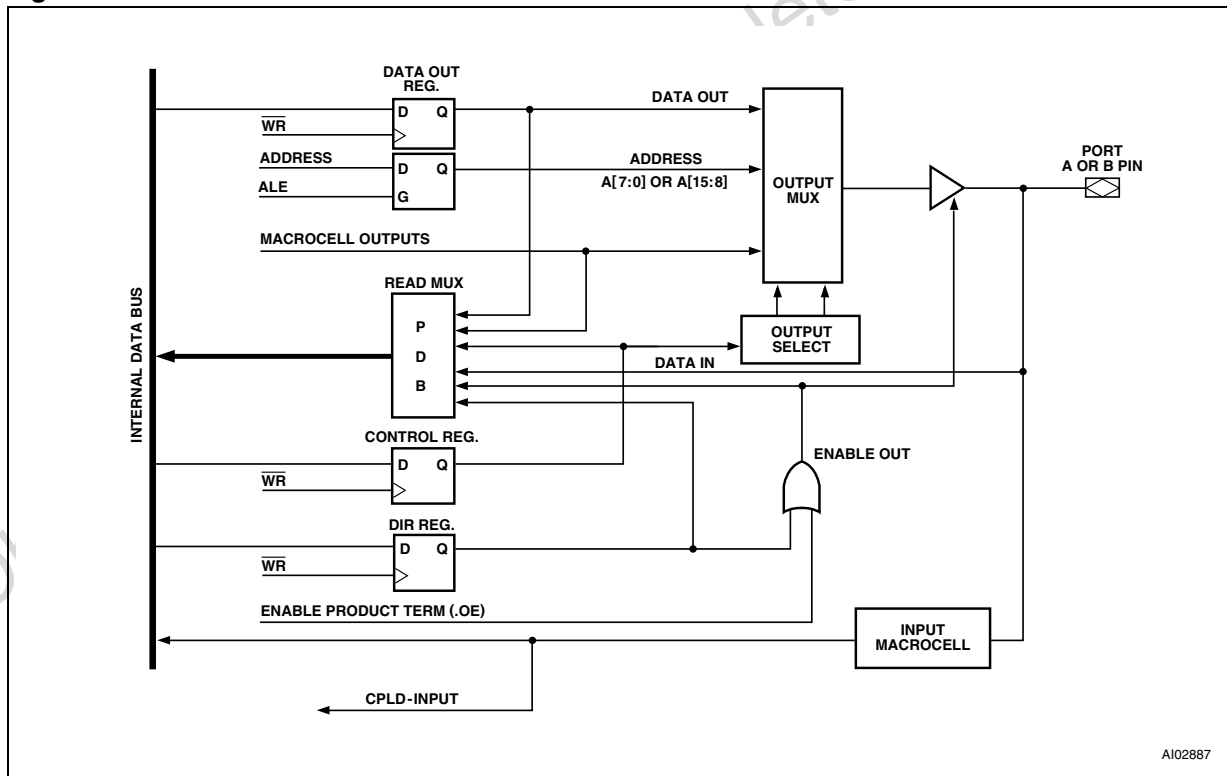 DATA OUT
REG.
D Q
WR
DATA OUT
ADDRESS
D Q
ALE
G
ADDRESS
A[7:0] OR A[15:8]
OUTPUT
MUX
PORT
A OR B PIN
MACROCELL OUTPUTS
READ MUX
P
D
B
OUTPUT
SELECT
DATA IN
INTERNAL DATA BUS
CONTROL REG.
D Q
WR
ENABLE OUT
DIR REG.
D Q
WR
ENABLE PRODUCT TERM (.OE)
INPUT
MACROCELL
CPLD-INPUT
AI02887